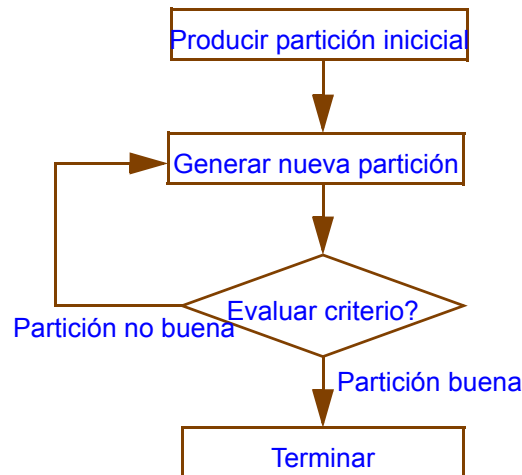 Producir partición inicicial
Generar nueva partición
Evaluar criterio?
Partición no buena
Partición buena
Terminar